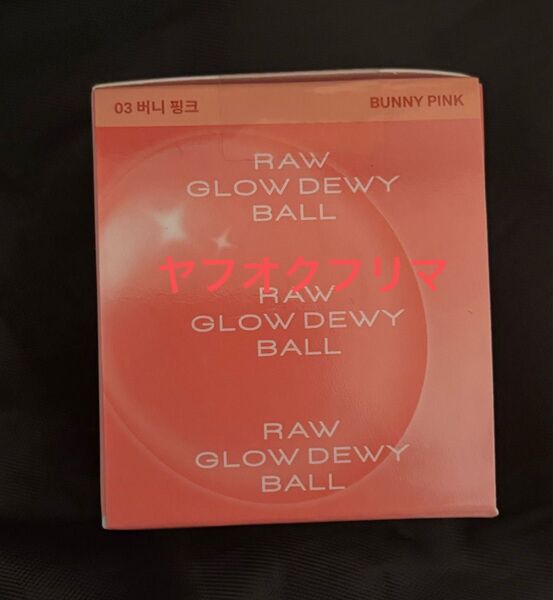 03 버니 핑크
BUNNY PINK
RAW
GLOW DEWY
BALL
ヤフオクフリマ
RAW
GLOW DEWY
BALL
RAW
GLOW DEWY
BALL